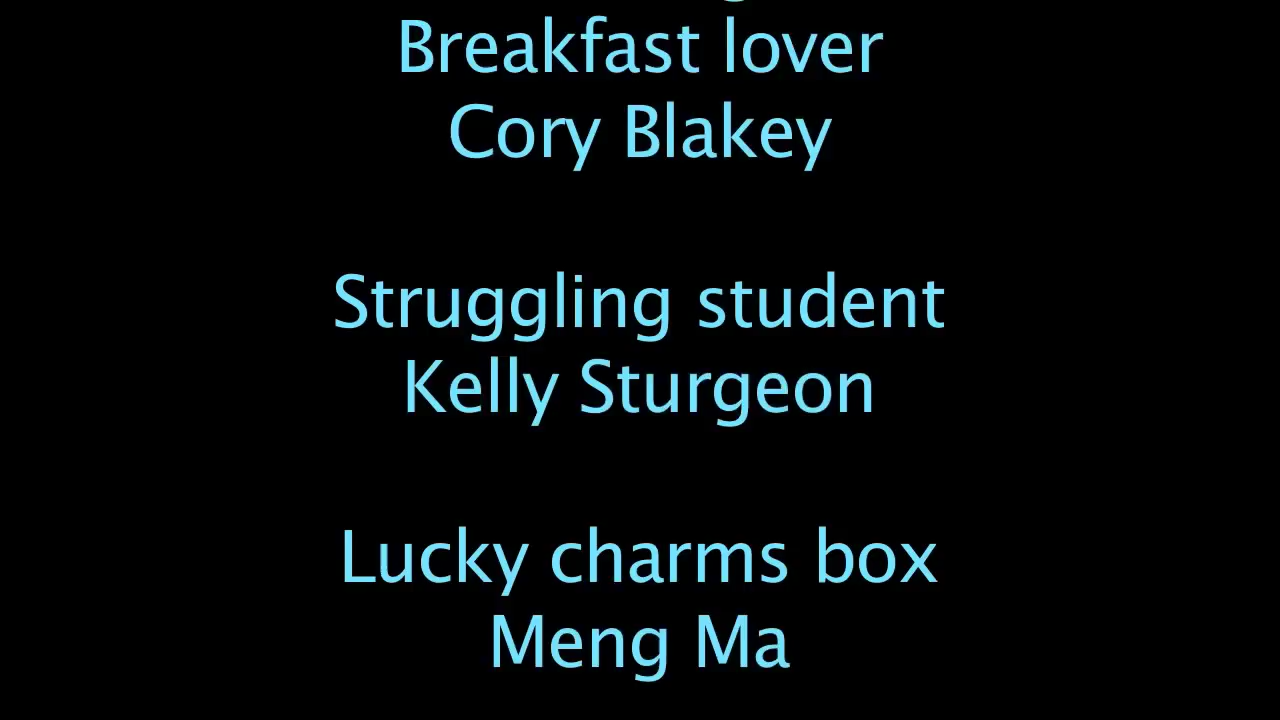 Breakfast lover
Cory Blakey
Struggling student
Kelly Sturgeon
Lucky charms box
Meng Ma